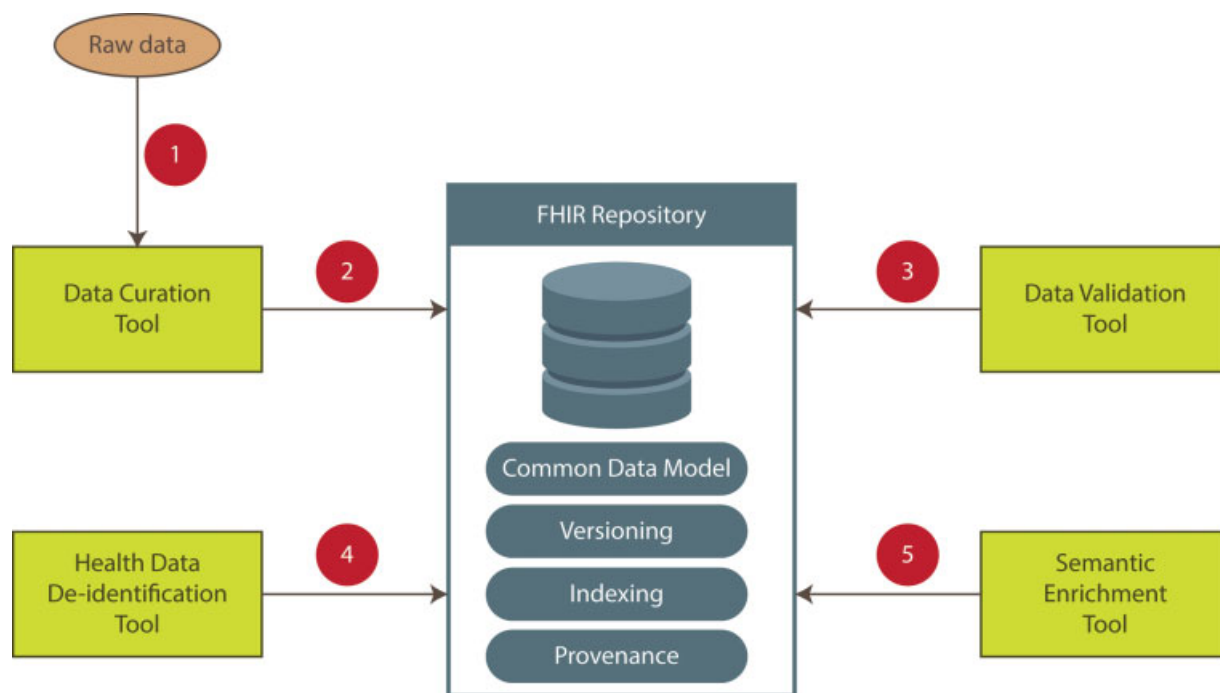 Raw data
1
Data Curation
Tool
2
FHIR Repository
Common Data Model
Versioning
Indexing
Provenance
3
Data Validation
Tool
Health Data
De-identification
Tool
4
5
Semantic
Enrichment
Tool